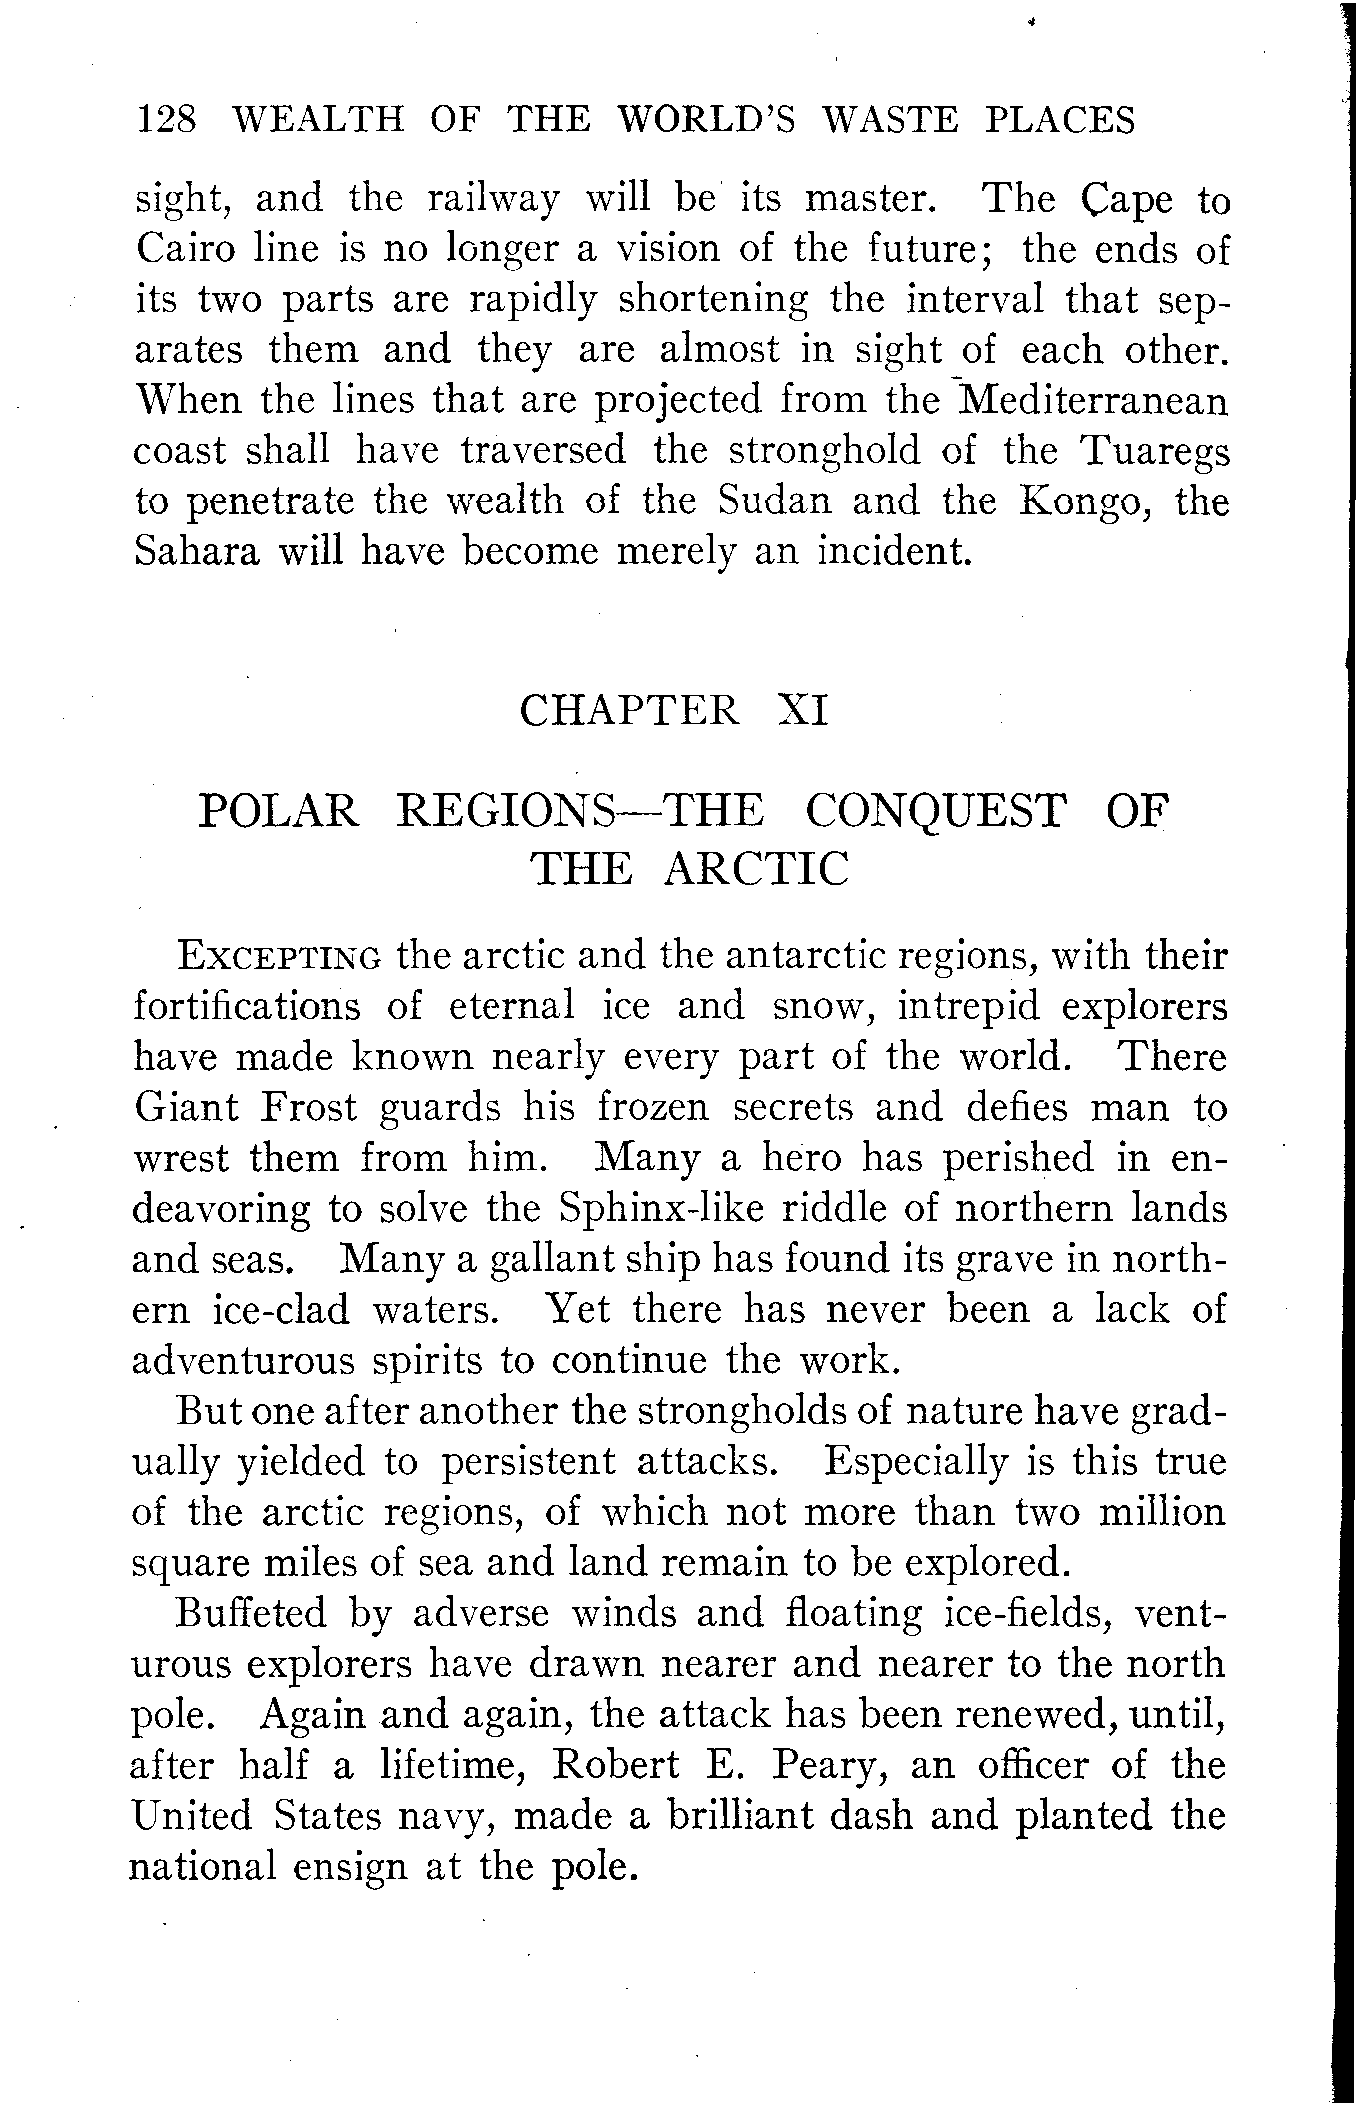 128 WEALTH OF THE WORLD'S WASTE PLACES
sight, and the railway will be its master. The Cape to
Cairo line is no longer a vision of the future; the ends of
its two parts are rapidly shortening the interval that sep-
arates them and they are almost in sight of each other.
When the lines that are projected from the Mediterranean
coast shall have traversed the stronghold of the Tuaregs
to penetrate the wealth of the Sudan and the Kongo, the
Sahara will have become merely an incident.
CHAPTER XI
POLAR REGIONS—THE CONQUEST OF
THE ARCTIC
EXCEPTING the arctic and the antarctic regions, with their
fortifications of eternal ice and snow, intrepid explorers
have made known nearly every part of the world. There
Giant Frost guards his frozen secrets and defies man to
wrest them from him. Many a hero has perished in en-
deavoring to solve the Sphinx-like riddle of northern lands
and seas. Many a gallant ship has found its grave in north-
ern ice-clad waters. Yet there has never been a lack of
adventurous spirits to continue the work.
But one after another the strongholds of nature have grad-
ually yielded to persistent attacks. Especially is this true
of the arctic regions, of which not more than two million
square miles of sea and land remain to be explored.
Buffeted by adverse winds and floating ice-fields, vent-
urous explorers have drawn nearer and nearer to the north
pole. Again and again, the attack has been renewed, until,
after half a lifetime, Robert E. Peary, an officer of the
United States navy, made a brilliant dash and planted the
national ensign at the pole.